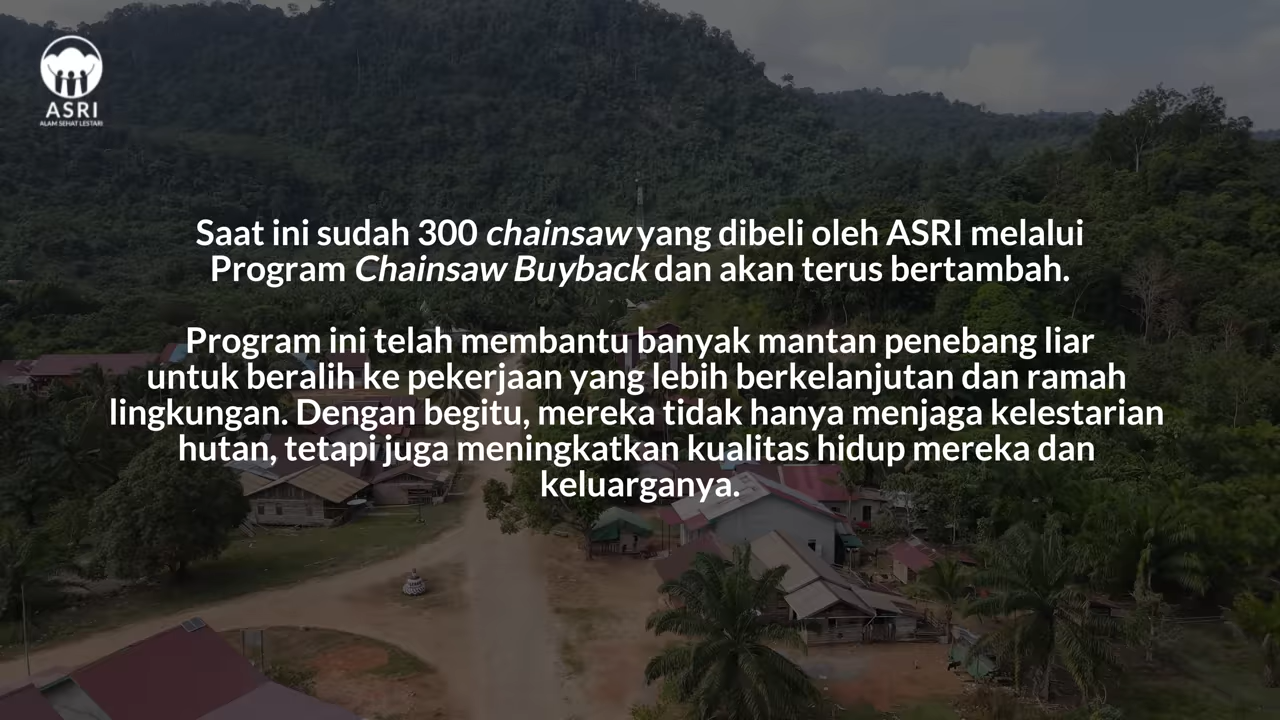 ASRI
ALAM SEHAT LESTARI
Saat ini sudah 300 chainsaw yang dibeli oleh ASRI melalui
Program Chainsaw Buyback dan akan terus bertambah.
Program ini telah membantu banyak mantan penebang liar
untuk beralih ke pekerjaan yang lebih berkelanjutan dan ramah
lingkungan. Dengan begitu, mereka tidak hanya menjaga kelestarian
hutan, tetapi juga meningkatkan kualitas hidup mereka dan
keluarganya.